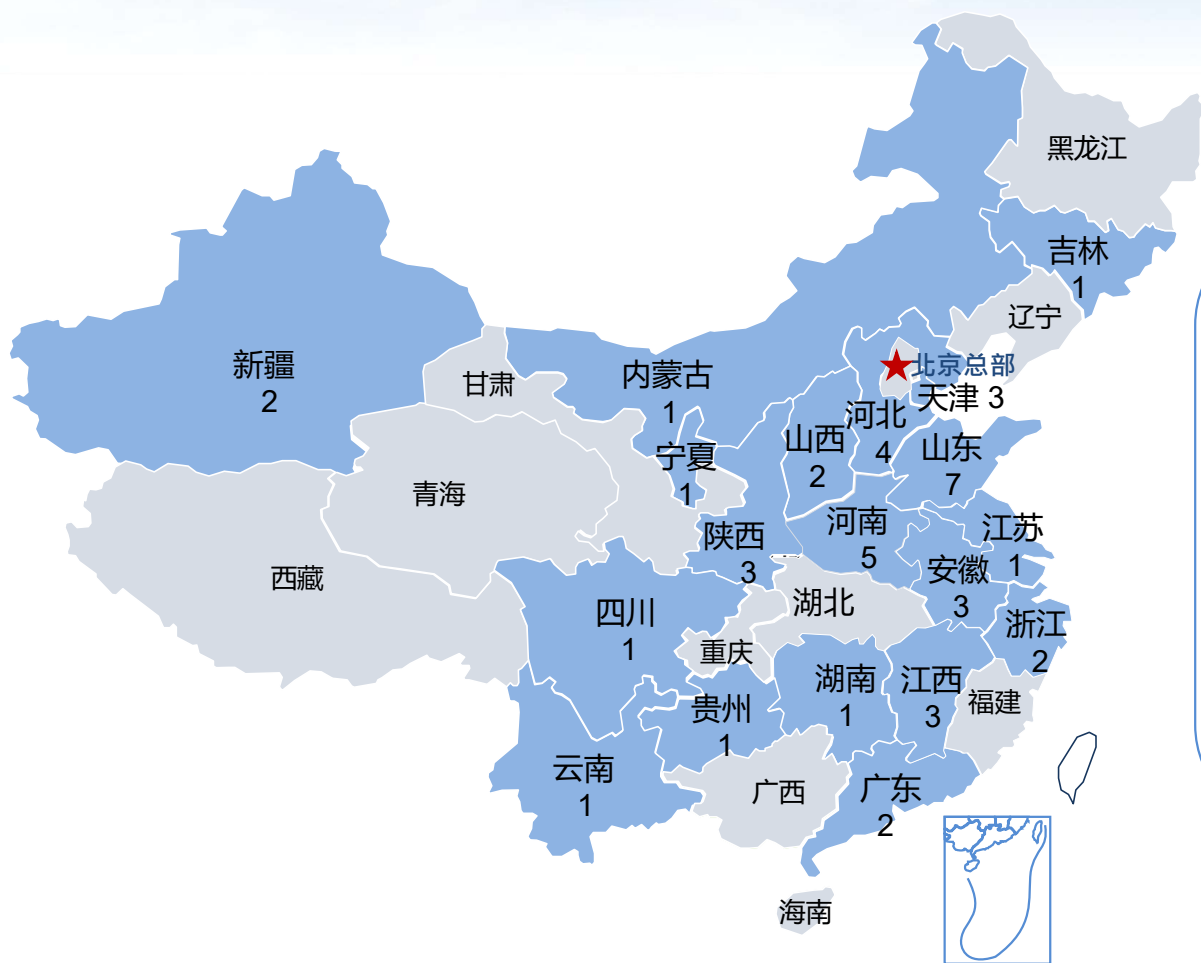 黑龙江
吉林
1
辽宁
新疆
2
甘肃
内蒙古
1
北京总部
天津 3
河北
4
山西
2
宁夏
1
山东
7
青海
陕西
3
河南
5
江苏
1
安徽
3
西藏
四川
1
湖北
重庆
浙江
2
湖南
1
江西
3
福建
贵州
1
云南
1
广西
广东
2
海南